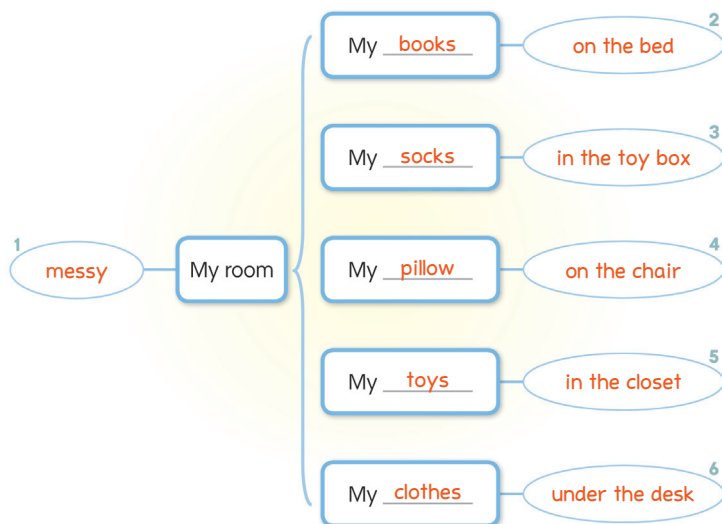 2
My books on the bed
3
My socks in the toy box
1
messy
My room
4
My pillow on the chair
5
My toys in the closet
6
My clothes under the desk